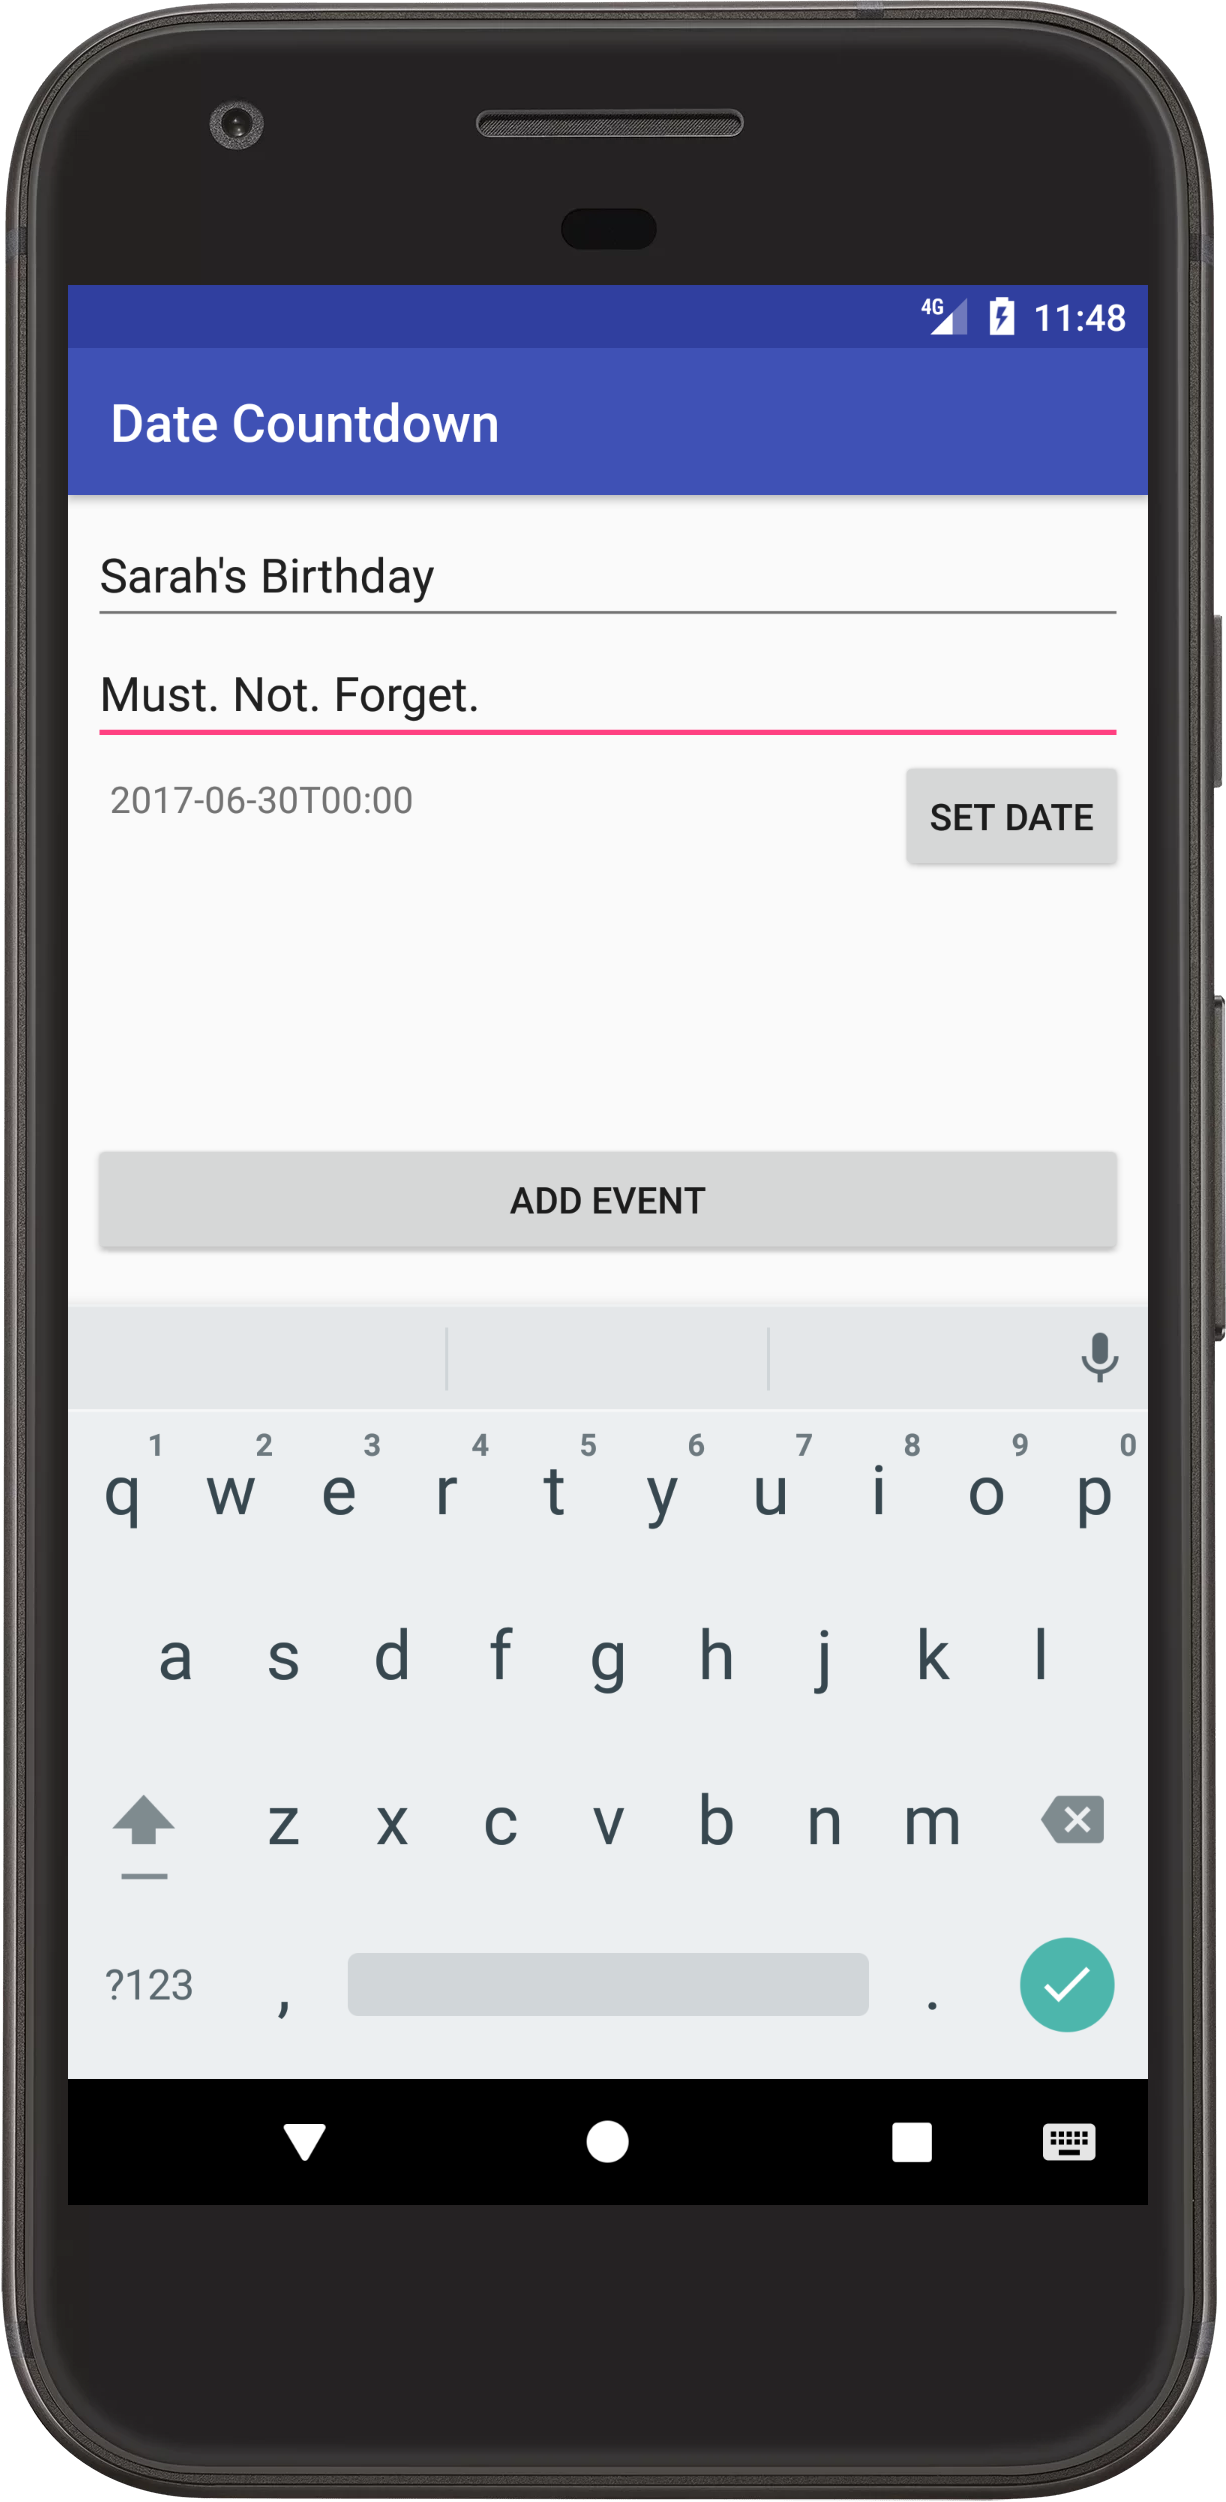 4G 11:48
Date Countdown
Sarah's Birthday
Must. Not. Forget.
2017-06-30T00:00 SET DATE
ADD EVENT
1 2 3 4 5 6 7 8 9 0
q w e r t y u i o p
a s d f g h j k l
z x c v b n m
?123 , .